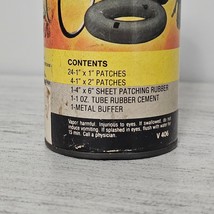 CONTENTS
24-1" x 1" PATCHES
4-1" x 2" PATCHES
1-4" x 6" SHEET PATCHING RUBBER
1-1 OZ. TUBE RUBBER CEMENT
1-METAL BUFFER
Vapor harmful. Injurious to eyes. If swallowed, do not
induce vomiting. If splashed in eyes, flush with water
15 min. Call a physician.
V 406